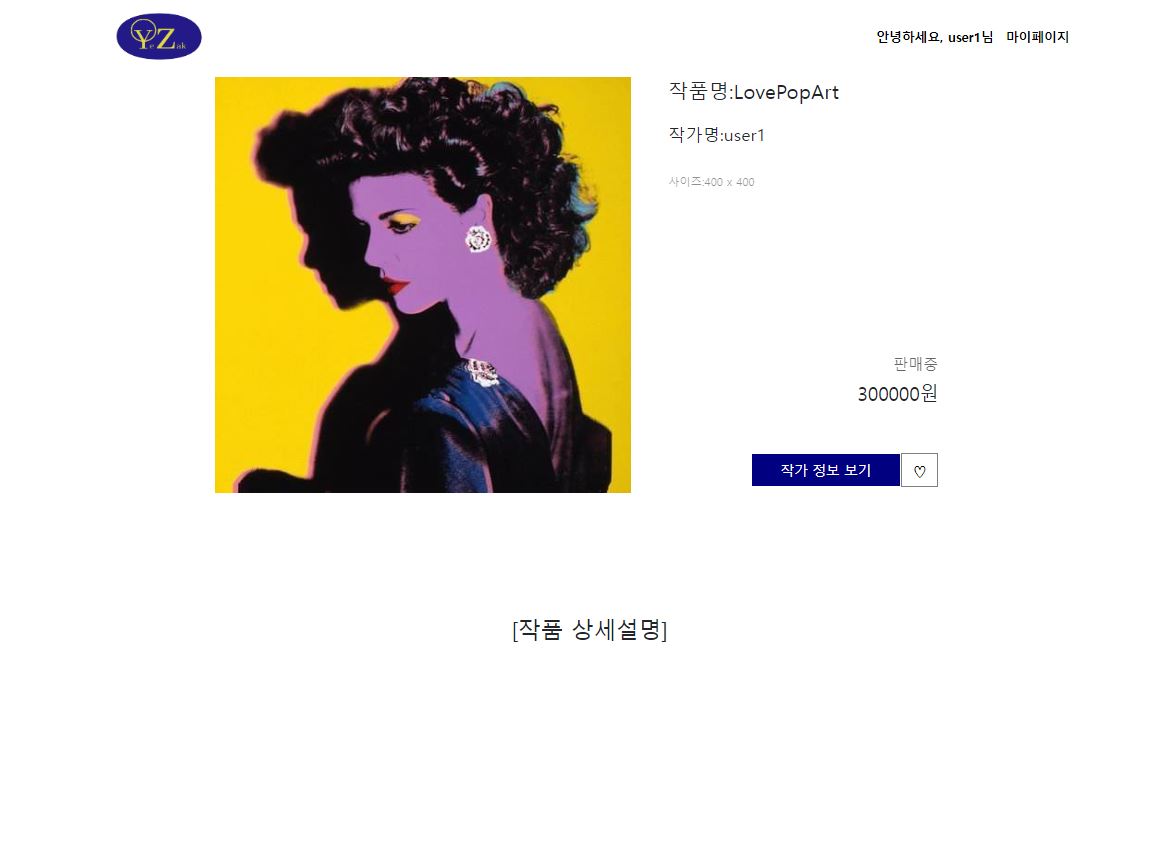 YeZak
안녕하세요, user1님 마이페이지
작품명:LovePopArt
작가명:user1
사이즈:400 x 400
판매중
300000원
작가 정보 보기 ♡
[작품 상세설명]